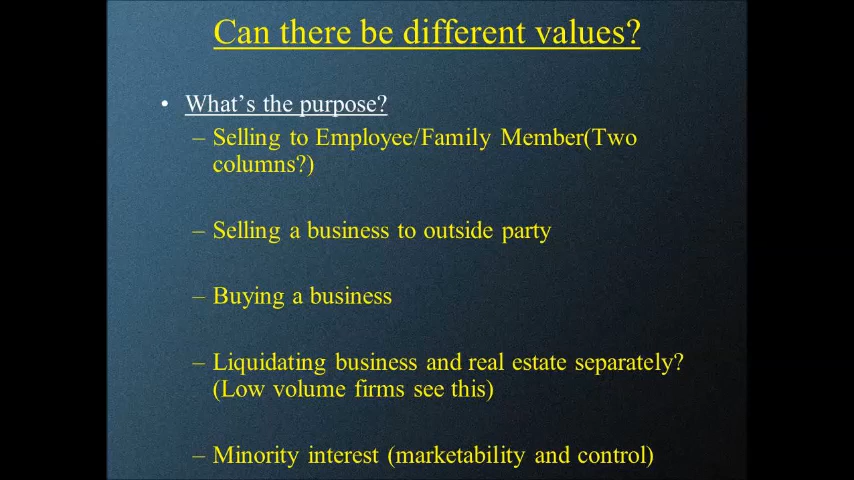 Can there be different values?
• What's the purpose?
– Selling to Employee/Family Member(Two
columns?)
– Selling a business to outside party
– Buying a business
– Liquidating business and real estate separately?
(Low volume firms see this)
– Minority interest (marketability and control)